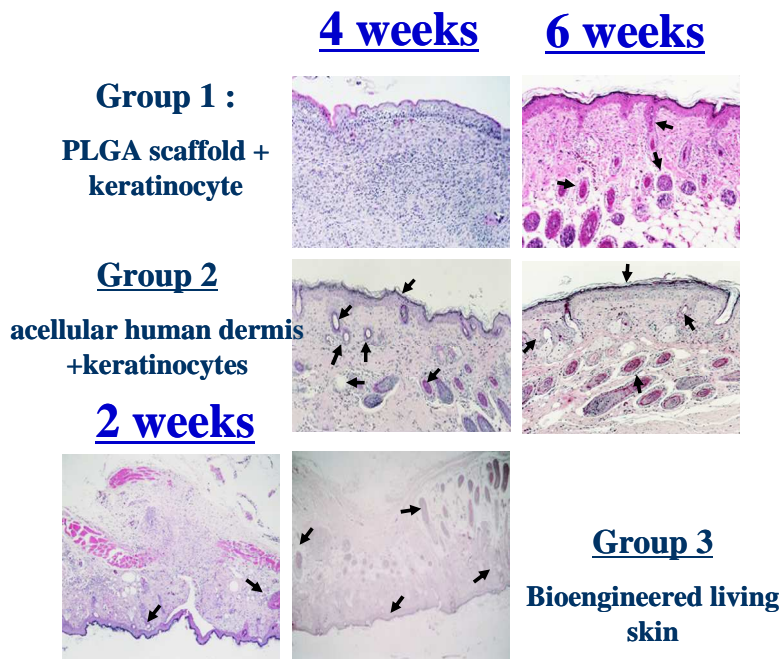 4 weeks
6 weeks
Group 1 :
PLGA scaffold +
keratinocyte
Group 2
acellular human dermis
+keratinocytes
2 weeks
Group 3
Bioengineered living
skin